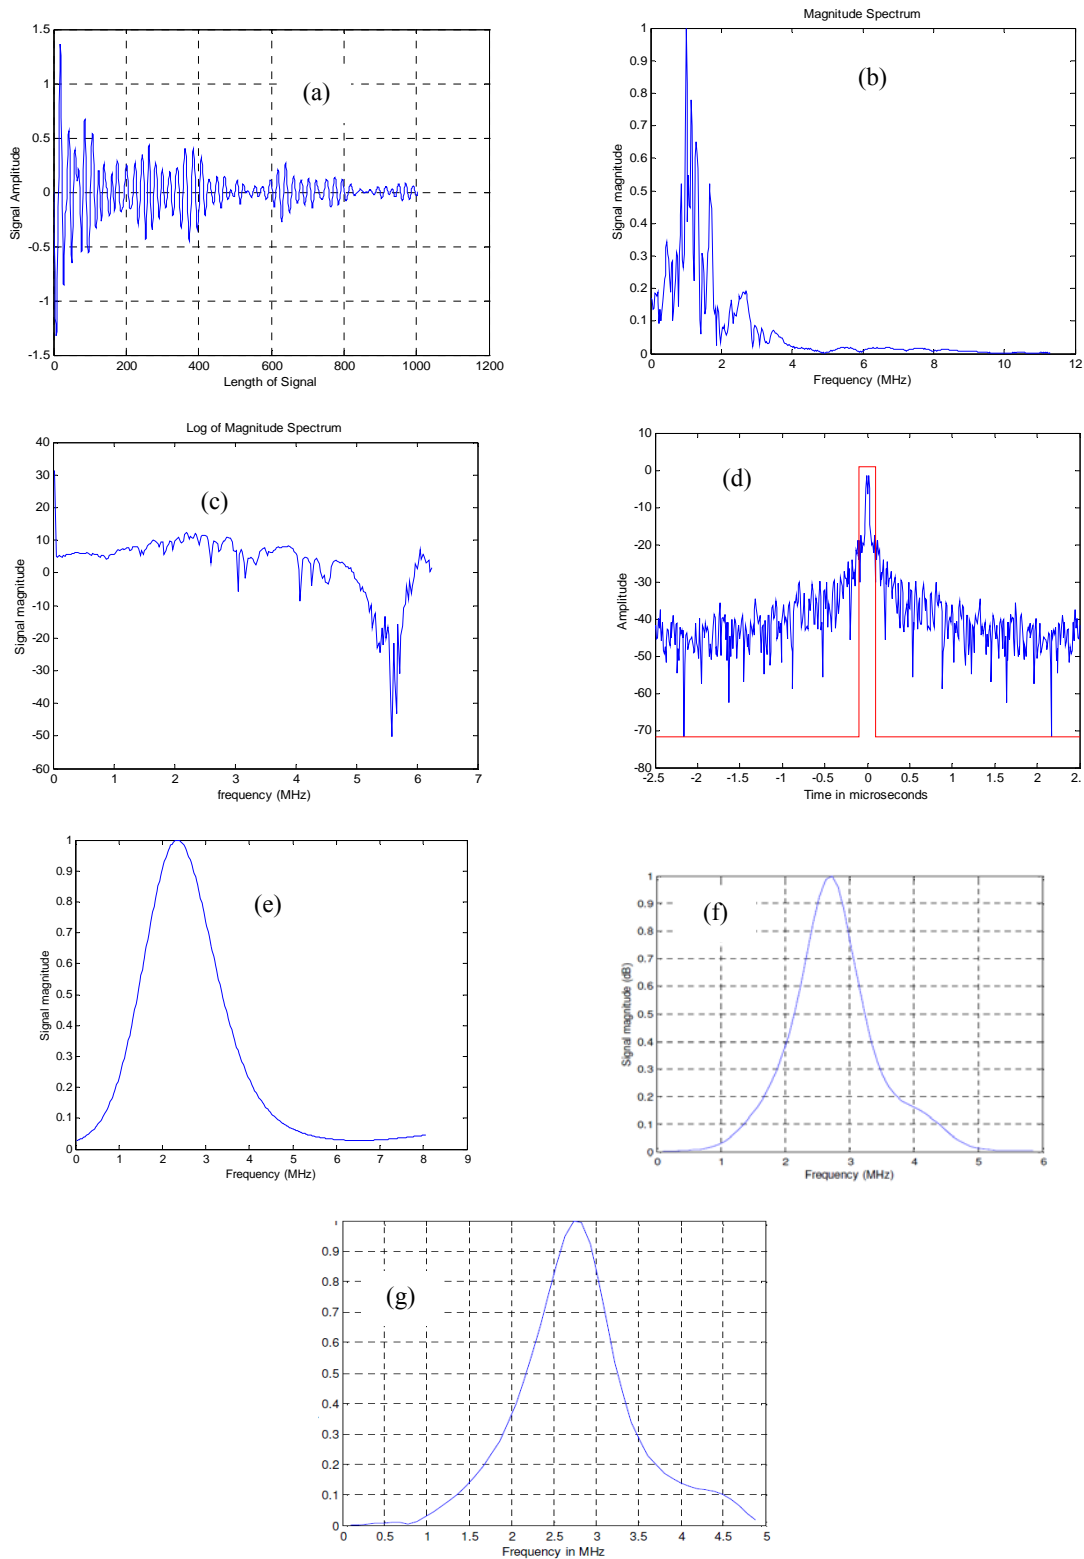 1.5
1
0.5
0
-0.5
-1
-1.5
0 200 400 600 800 1000 1200
Signal Amplitude
Length of Signal
(a)
Magnitude Spectrum
1
0.9
0.8
0.7
0.6
0.5
0.4
0.3
0.2
0.1
0
0 2 4 6 8 10 12
Signal magnitude
Frequency (MHz)
(b)
Log of Magnitude Spectrum
40
30
20
10
0
-10
-20
-30
-40
-50
-60
0 1 2 3 4 5 6 7
Signal magnitude
frequency (MHz)
(c)
10
0
-10
-20
-30
-40
-50
-60
-70
-80
-2.5 -2 -1.5 -1 -0.5 0 0.5 1 1.5 2 2.
Amplitude
Time in microseconds
(d)
1
0.9
0.8
0.7
0.6
0.5
0.4
0.3
0.2
0.1
0
0 1 2 3 4 5 6 7 8 9
Signal magnitude
Frequency (MHz)
(e)
1
0.9
0.8
0.7
0.6
0.5
0.4
0.3
0.2
0.1
0
0 1 2 3 4 5 6
Signal magnitude (dB)
Frequency (MHz)
(f)
0.9
0.8
0.7
0.6
0.5
0.4
0.3
0.2
0.1
0
0 0.5 1 1.5 2 2.5 3 3.5 4 4.5 5
Frequency in MHz
(g)